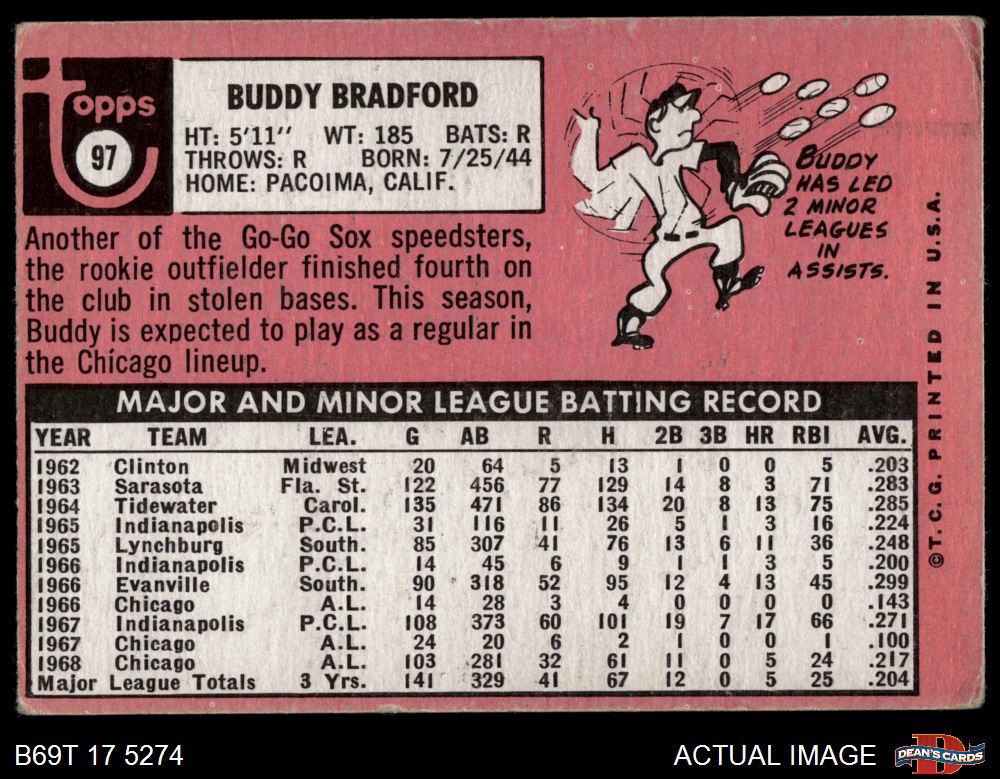 topps
97
BUDDY BRADFORD
HT: 5'11" WT: 185 BATS: R
THROWS: R BORN: 7/25/44
HOME: PACOIMA, CALIF.
BUDDY
HAS LED
2 MINOR
LEAGUES
IN
ASSISTS.
Another of the Go-Go Sox speedsters,
the rookie outfielder finished fourth on
the club in stolen bases. This season,
Buddy is expected to play as a regular in
the Chicago lineup.
MAJOR AND MINOR LEAGUE BATTING RECORD
YEAR TEAM LEA. G AB R H 2B 3B HR RBI AVG.
1962 Clinton Midwest 20 64 5 13 1 0 0 5 .203
1963 Sarasota Fla. St. 122 456 77 129 14 8 3 71 .283
1964 Tidewater Carol. 135 471 86 134 20 8 13 75 .285
1965 Indianapolis P.C.L. 31 116 11 26 5 1 3 16 .224
1965 Lynchburg South. 85 307 41 76 13 6 11 36 .248
1966 Indianapolis P.C.L. 14 45 6 9 1 1 3 5 .200
1966 Evanville South. 90 318 52 95 12 4 13 45 .299
1966 Chicago A.L. 14 28 3 4 0 0 0 0 .143
1967 Indianapolis P.C.L. 108 373 60 101 19 7 17 66 .271
1967 Chicago A.L. 24 20 6 2 1 0 0 1 .100
1968 Chicago A.L. 103 281 32 61 11 0 5 24 .217
Major League Totals 3 Yrs. 141 329 41 67 12 0 5 25 .204
©T. C. G. PRINTED IN U.S.A.
B69T 17 5274
ACTUAL IMAGE
DEAN'S CARDS